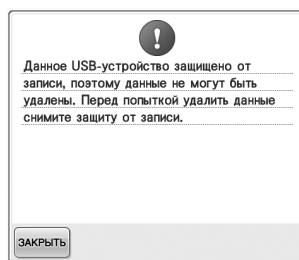 Данное USB-устройство защищено от
записи, поэтому данные не могут быть
удалены. Перед попыткой удалить данные
снимите защиту от записи.
ЗАКРЫТЬ